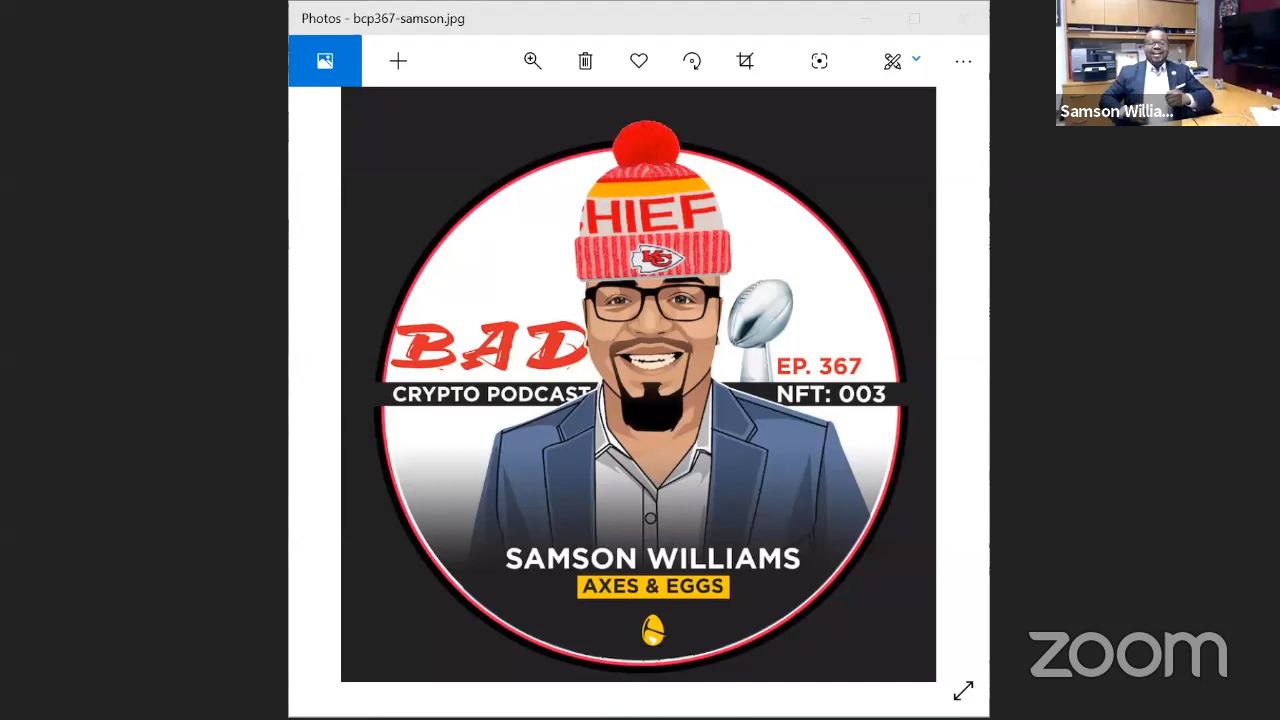 Photos - bcp367-samson.jpg
Samson Willia...
CHIEF
KC
BAD
EP. 367
CRYPTO PODCAST
NFT: 003
SAMSON WILLIAMS
AXES & EGGS
zoom